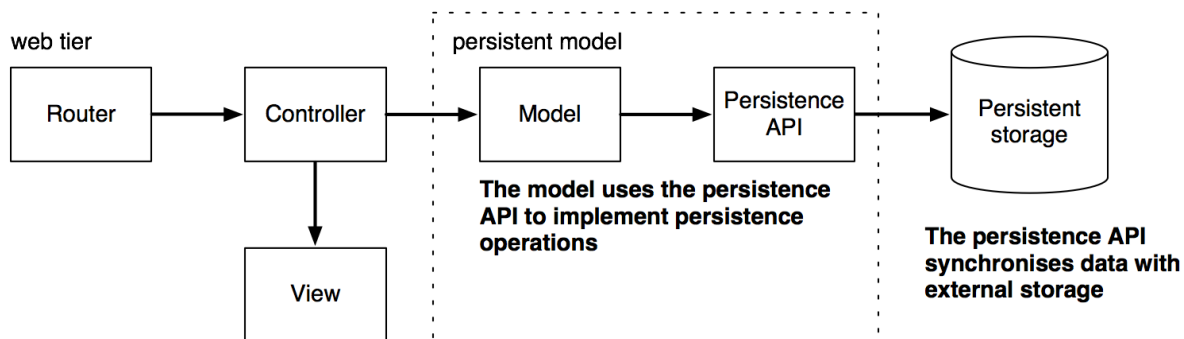 web tier
persistent model
Router
Controller
Model
Persistence
API
Persistent
storage
The model uses the persistence
API to implement persistence
operations
The persistence API
synchronises data with
external storage
View